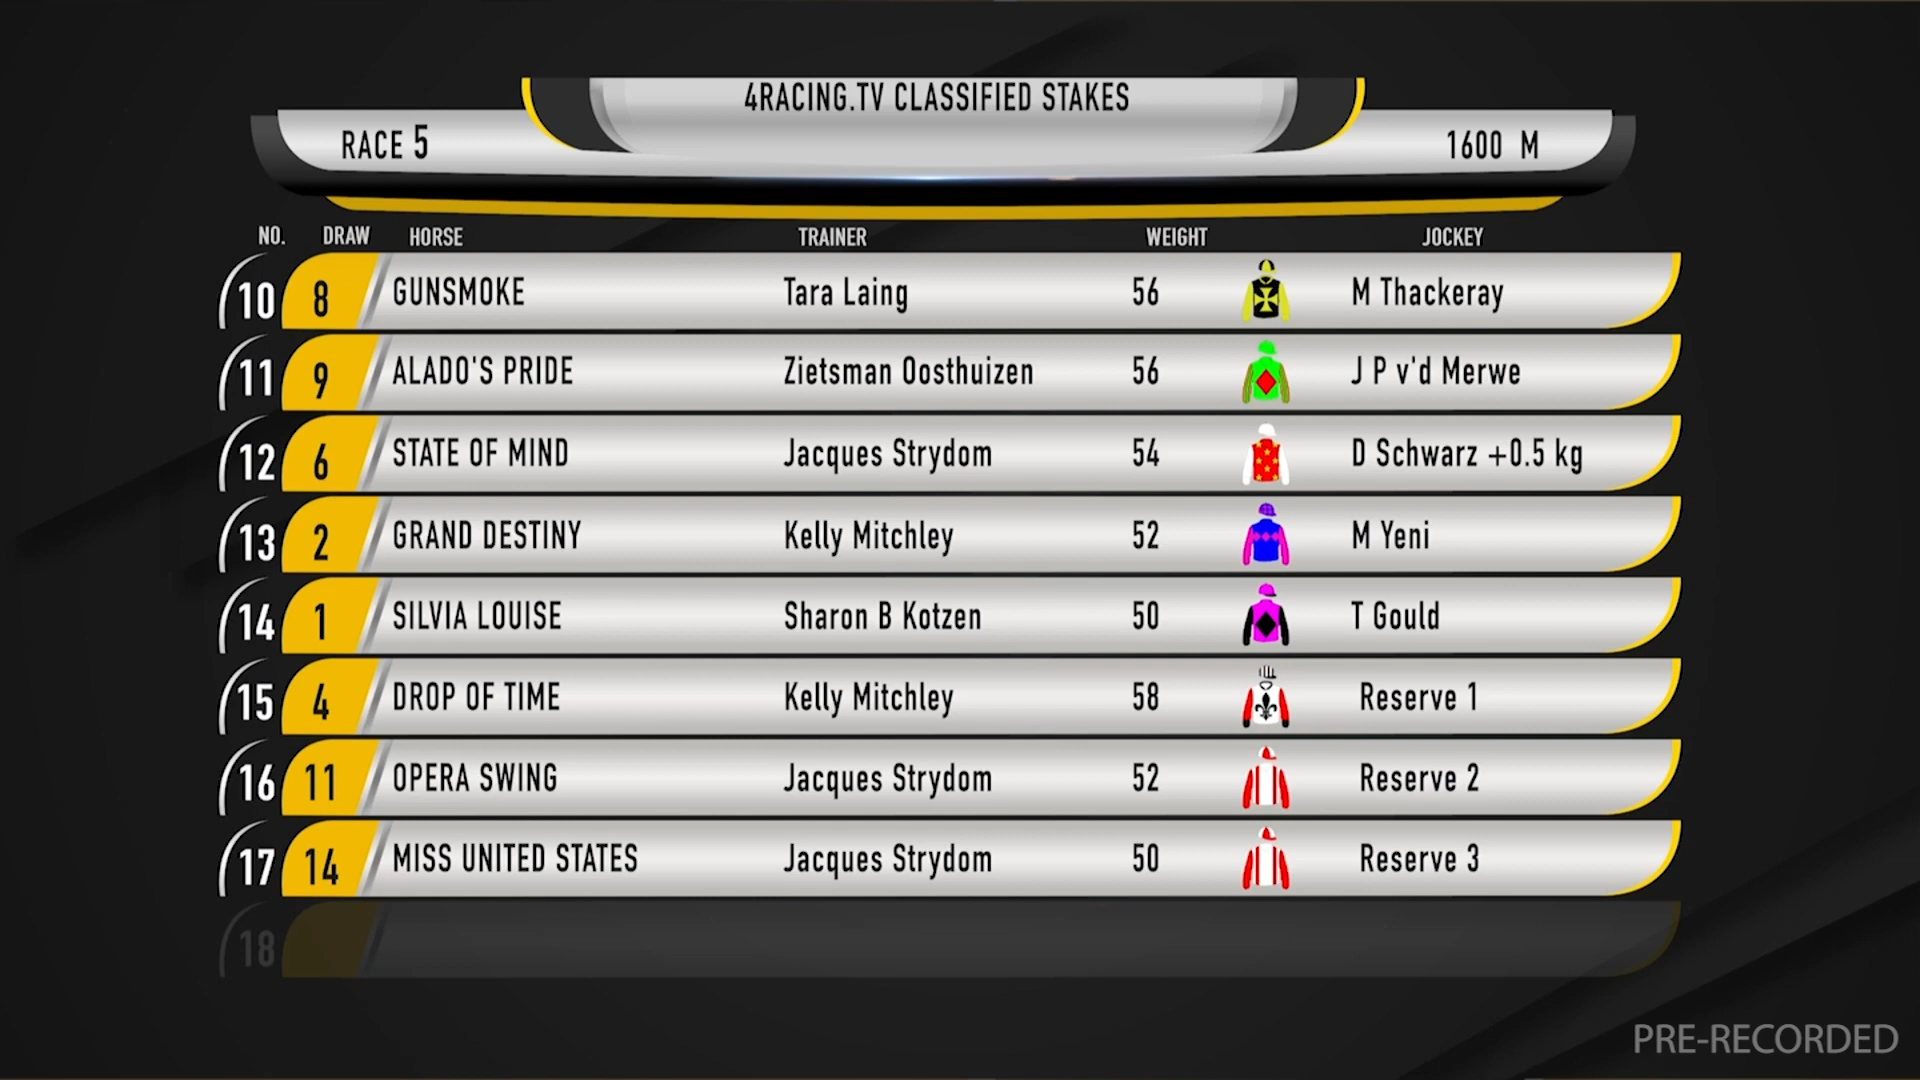 4RACING.TV CLASSIFIED STAKES
RACE 5 1600 M
NO. DRAW HORSE TRAINER WEIGHT JOCKEY
10 8 GUNSMOKE Tara Laing 56 M Thackeray
11 9 ALADO'S PRIDE Zietsman Oosthuizen 56 J P v'd Merwe
12 6 STATE OF MIND Jacques Strydom 54 D Schwarz +0.5 kg
13 2 GRAND DESTINY Kelly Mitchley 52 M Yeni
14 1 SILVIA LOUISE Sharon B Kotzen 50 T Gould
15 4 DROP OF TIME Kelly Mitchley 58 Reserve 1
16 11 OPERA SWING Jacques Strydom 52 Reserve 2
17 14 MISS UNITED STATES Jacques Strydom 50 Reserve 3
18
PRE-RECORDED